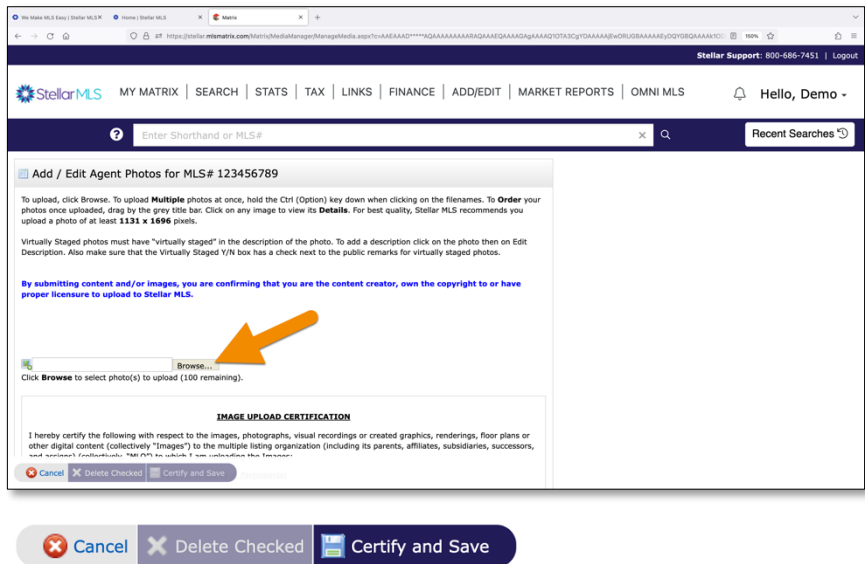 We Make MLS Easy | Stellar MLS
Home | Stellar MLS
Matrix
https://stellar.mlsmatrix.com/Matrix/MediaManager/ManageMedia.aspx?
150%
Stellar Support: 800-686-7451 | Logout
StellarMLS
MY MATRIX | SEARCH | STATS | TAX | LINKS | FINANCE | ADD/EDIT | MARKET REPORTS | OMNI MLS
Hello, Demo
Enter Shorthand or MLS#
Recent Searches
Add / Edit Agent Photos for MLS# 123456789
To upload, click Browse. To upload Multiple photos at once, hold the Ctrl (Option) key down when clicking on the filenames. To Order your
photos once uploaded, drag by the grey title bar. Click on any image to view its Details. For best quality, Stellar MLS recommends you
upload a photo of at least 1131 x 1696 pixels.
Virtually Staged photos must have "virtually staged" in the description of the photo. To add a description click on the photo then on Edit
Description. Also make sure that the Virtually Staged Y/N box has a check next to the public remarks for virtually staged photos.
By submitting content and/or images, you are confirming that you are the content creator, own the copyright to or have
proper licensure to upload to Stellar MLS.
Browse...
Click Browse to select photo(s) to upload (100 remaining).
IMAGE UPLOAD CERTIFICATION
I hereby certify the following with respect to the images, photographs, visual recordings or created graphics, renderings, floor plans or
other digital content (collectively "Images") to the multiple listing organization (including its parents, affiliates, subsidiaries, successors,
and assigns) (collectively, "MLO") to which I am uploading the Images:
Cancel Delete Checked Certify and Save
Cancel Delete Checked Certify and Save